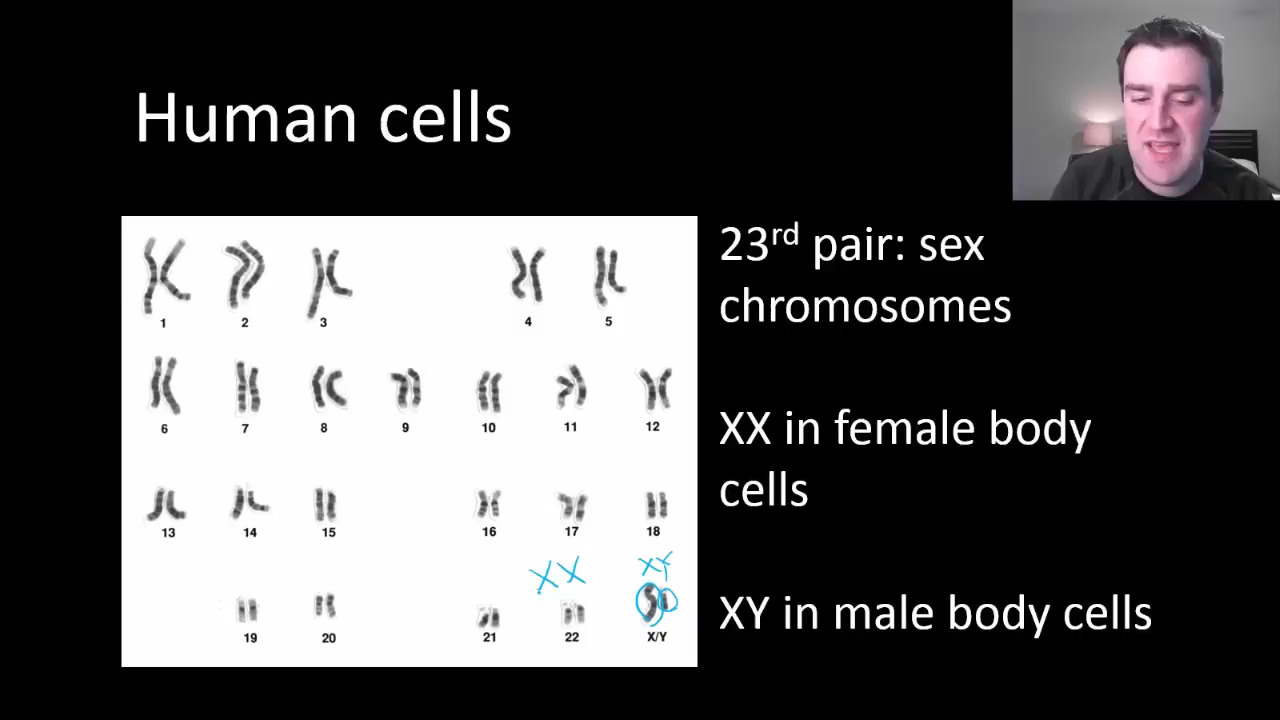 Human cells
23rd pair: sex
chromosomes
XX in female body
cells
XY in male body cells
1 2 3 4 5
6 7 8 9 10 11 12
13 14 15 16 17 18
XX XY
19 20 21 22 X/Y